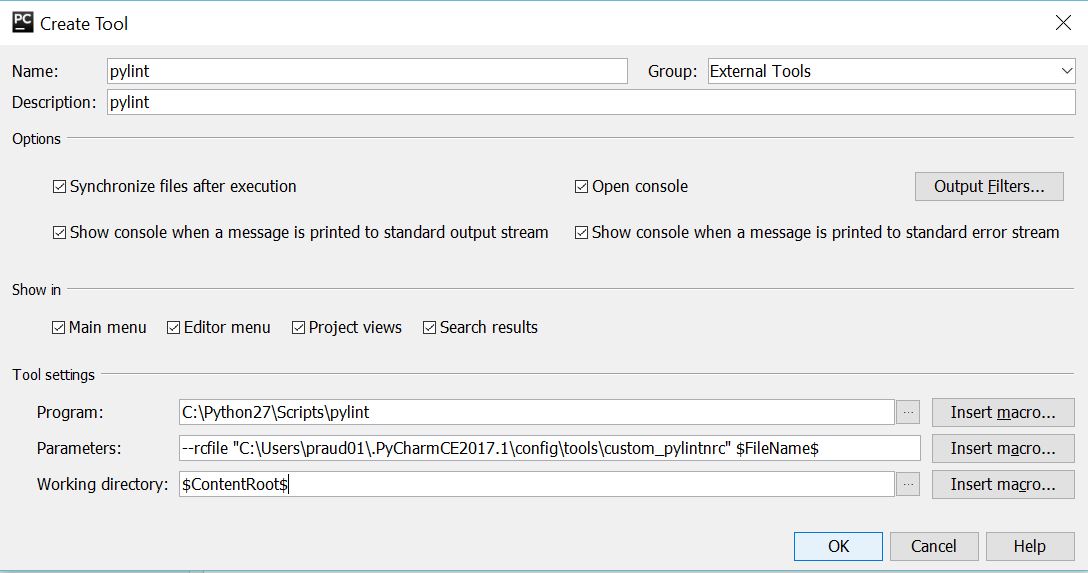 PC Create Tool
Name: pylint Group: External Tools
Description: pylint
Options
Synchronize files after execution Open console Output Filters...
Show console when a message is printed to standard output stream Show console when a message is printed to standard error stream
Show in
Main menu Editor menu Project views Search results
Tool settings
Program: C:\Python27\Scripts\pylint ... Insert macro...
Parameters: --rcfile "C:\Users\praud01\.PyCharmCE2017.1\config\tools\custom_pylintnrc" $FileName$ Insert macro...
Working directory: $ContentRoot$ ... Insert macro...
OK Cancel Help